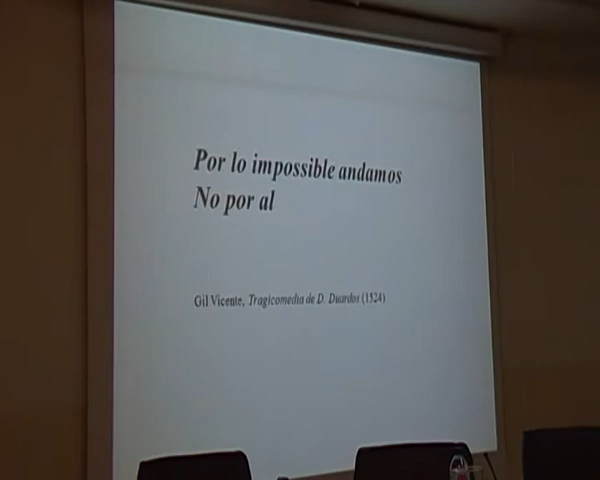 Por lo impossible andamos
No por al
Gil Vicente, Tragicomedia de D. Duardos (1524)